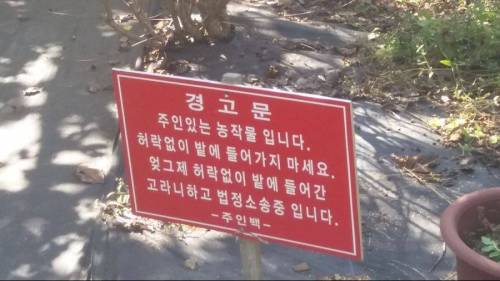 경고문
주인있는 농작물 입니다.
허락없이 밭에 들어가지 마세요.
엊그제 허락없이 밭에 들어간
고라니하고 법정소송중 입니다.
-주인백-